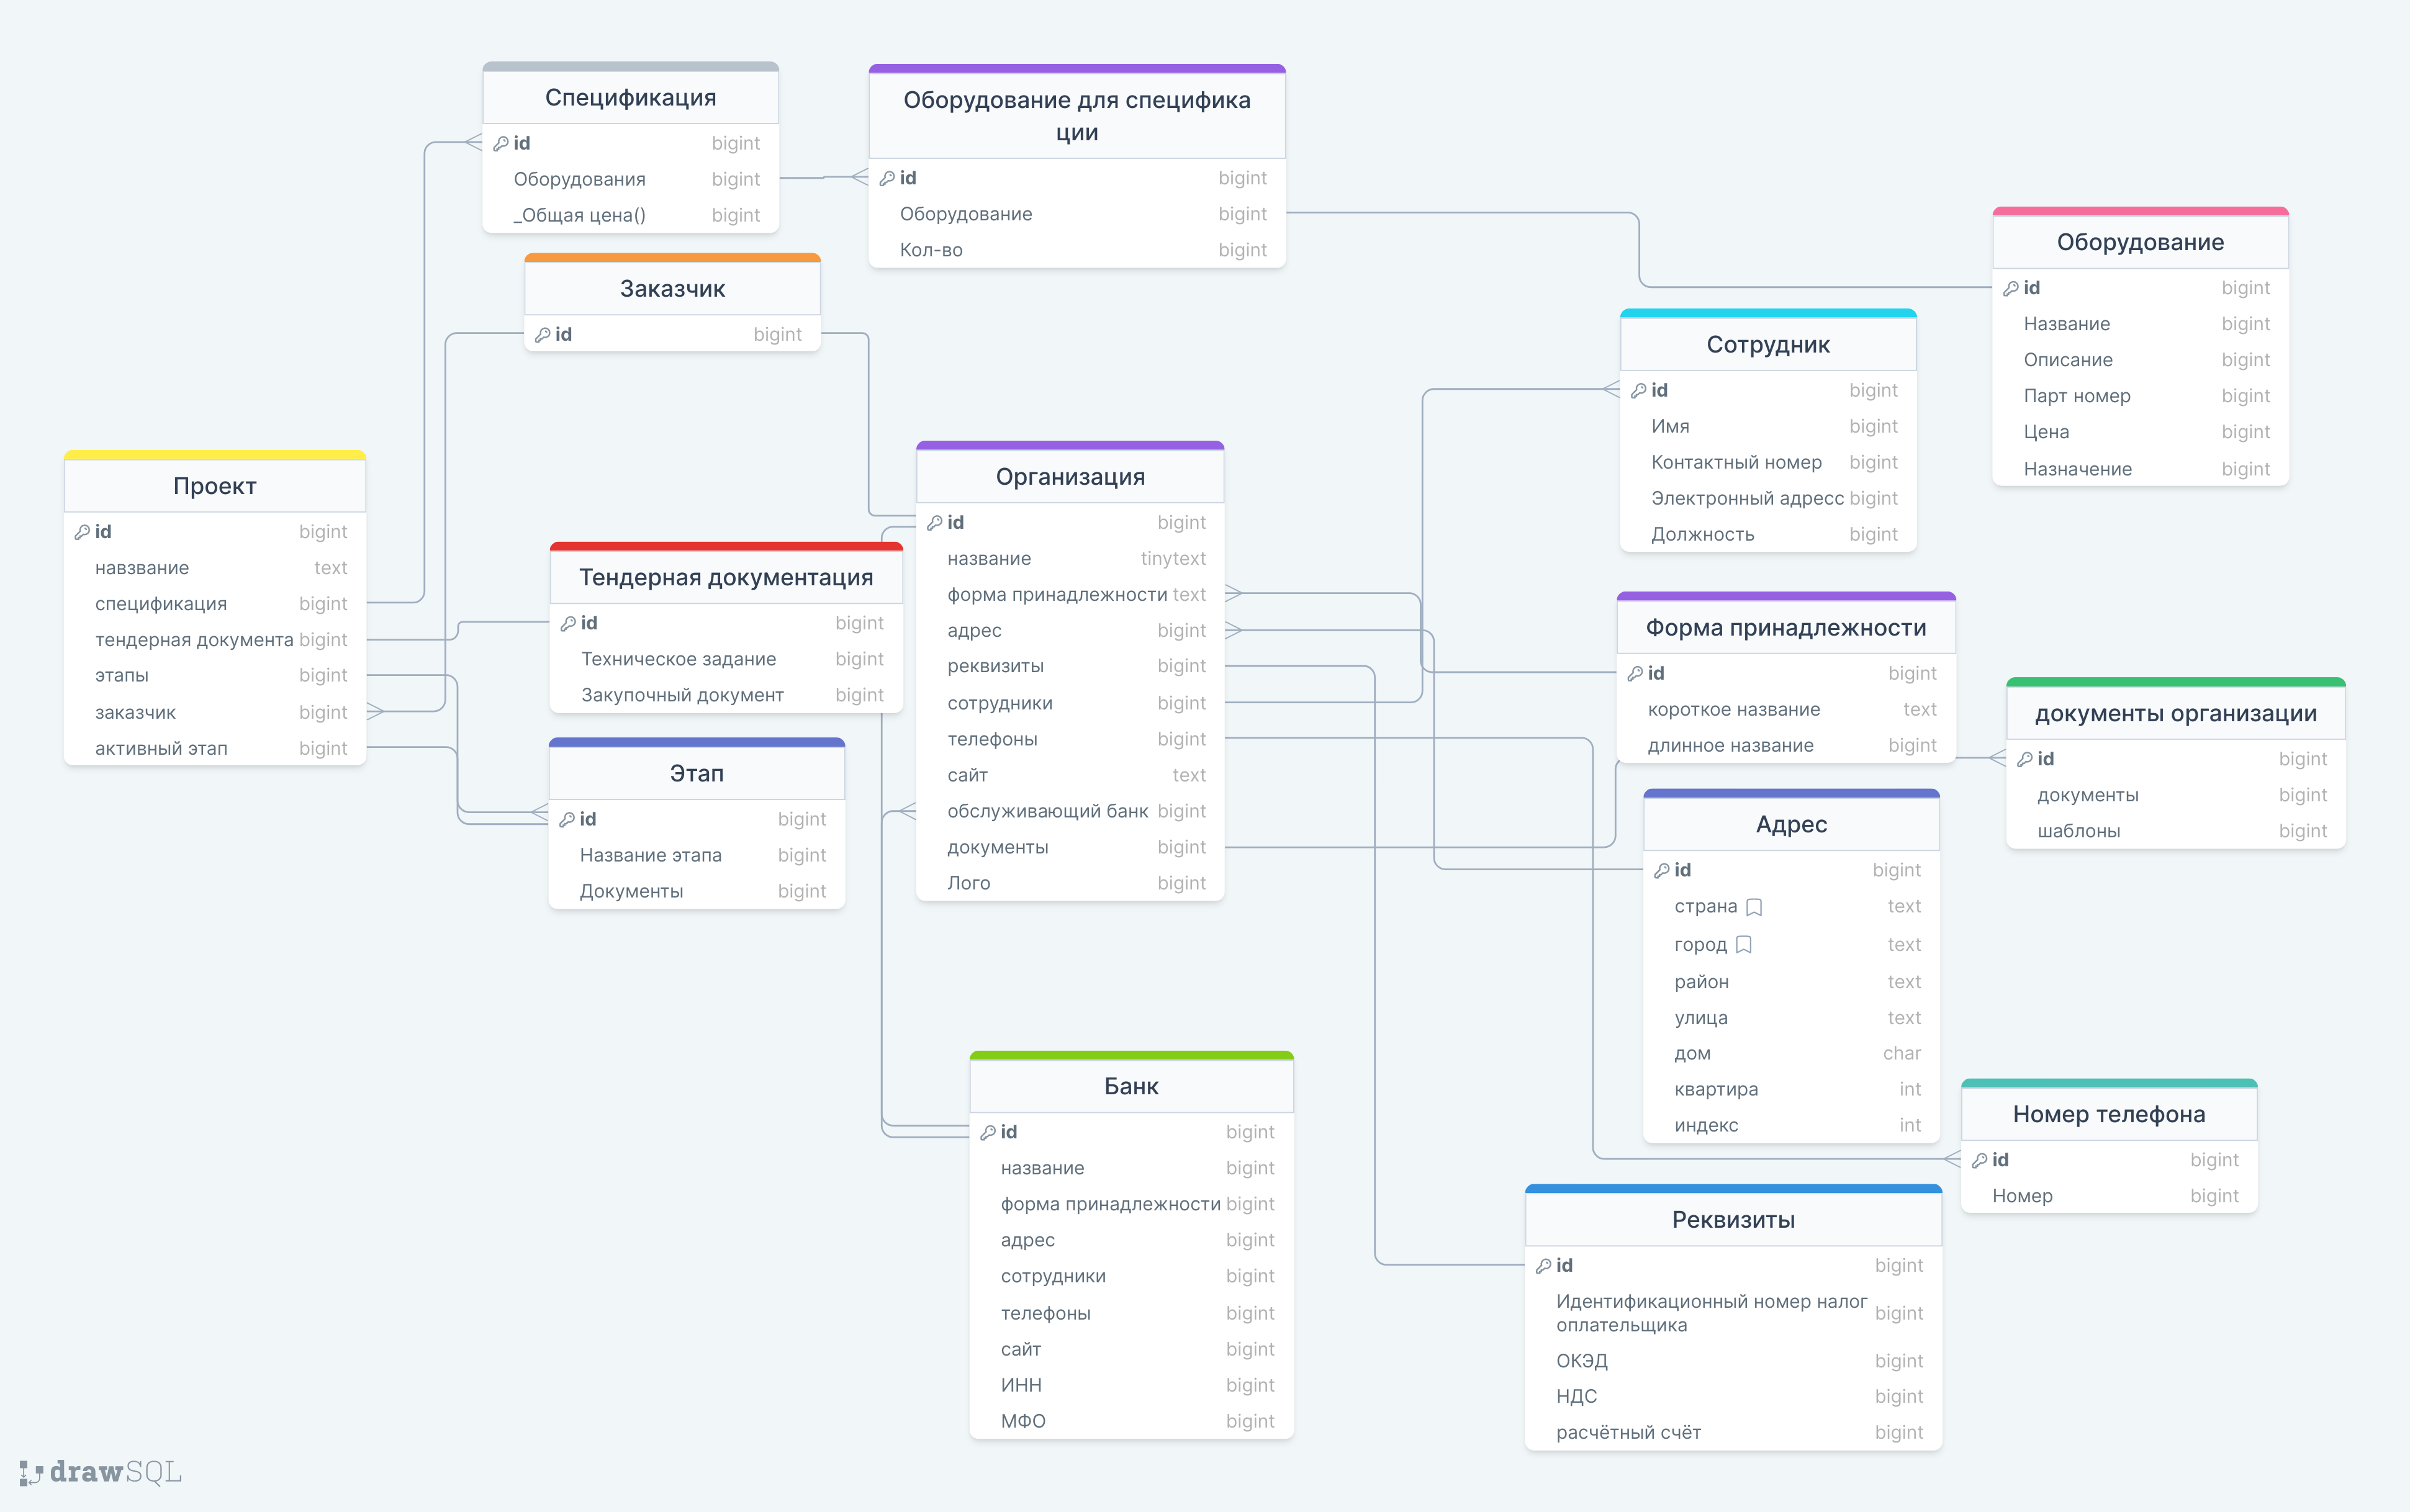 Спецификация
id bigint
Оборудования bigint
_Общая цена() bigint
Оборудование для специфика
ции
id bigint
Оборудование bigint
Кол-во bigint
Оборудование
id bigint
Название bigint
Описание bigint
Парт номер bigint
Цена bigint
Назначение bigint
Заказчик
id bigint
Сотрудник
id bigint
Имя bigint
Контактный номер bigint
Электронный адресс bigint
Должность bigint
Проект
id bigint
навзвание text
спецификация bigint
тендерная документа bigint
этапы bigint
заказчик bigint
активный этап bigint
Тендерная документация
id bigint
Техническое задание bigint
Закупочный документ bigint
Этап
id bigint
Название этапа bigint
Документы bigint
Организация
id bigint
название tinytext
форма принадлежности text
адрес bigint
реквизиты bigint
сотрудники bigint
телефоны bigint
сайт text
обслуживающий банк bigint
документы bigint
Лого bigint
Форма принадлежности
id bigint
короткое название text
длинное название bigint
документы организации
id bigint
документы bigint
шаблоны bigint
Адрес
id bigint
страна text
город text
район text
улица text
дом char
квартира int
индекс int
Банк
id bigint
название bigint
форма принадлежности bigint
адрес bigint
сотрудники bigint
телефоны bigint
сайт bigint
ИНН bigint
МФО bigint
Номер телефона
id bigint
Номер bigint
Реквизиты
id bigint
Идентификационный номер налог
оплательщика bigint
ОКЭД bigint
НДС bigint
расчётный счёт bigint
drawSQL